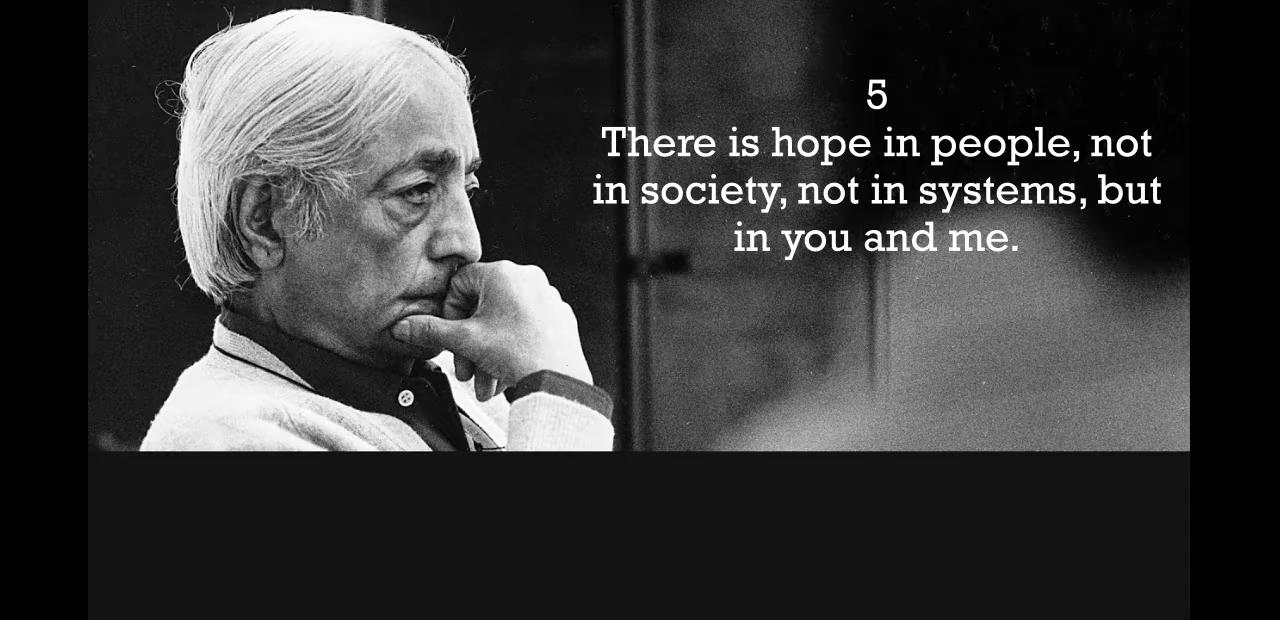 5
There is hope in people, not
in society, not in systems, but
in you and me.